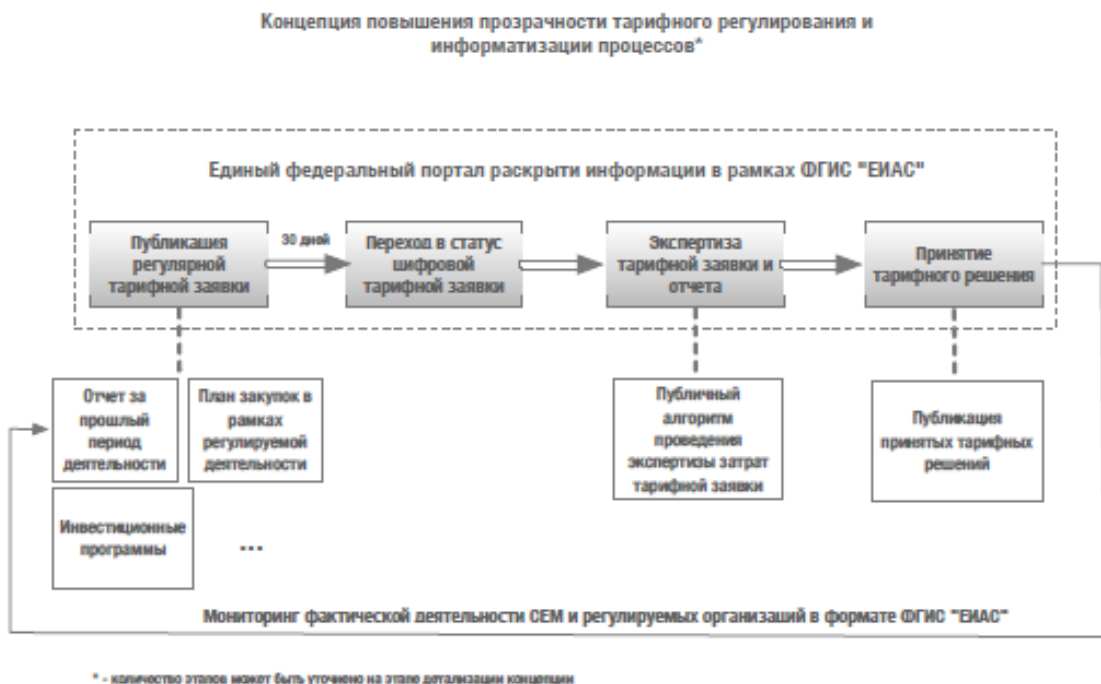 Концепция повышения прозрачности тарифного регулирования и
информатизации процессов*
Единый федеральный портал раскрыти информации в рамках ФГИС "ЕИАС"
Публикация
регулярной
тарифной заявки
30 дней
Переход в статус
шифровой
тарифной заявки
Экспертиза
тарифной заявки и
отчета
Принятие
тарифного решения
Отчет за
прошлый
период
деятельности
План закупок в
рамках
регулируемой
деятельности
Публичный
алгоритм
проведения
экспертизы затрат
тарифной заявки
Публикация
принятых тарифных
решений
Инвестиционные
программы
...
Мониторинг фактической деятельности СЕМ и регулируемых организаций в формате ФГИС "ЕИАС"
* - количество этапов может быть уточнено на этапе детализации концепции